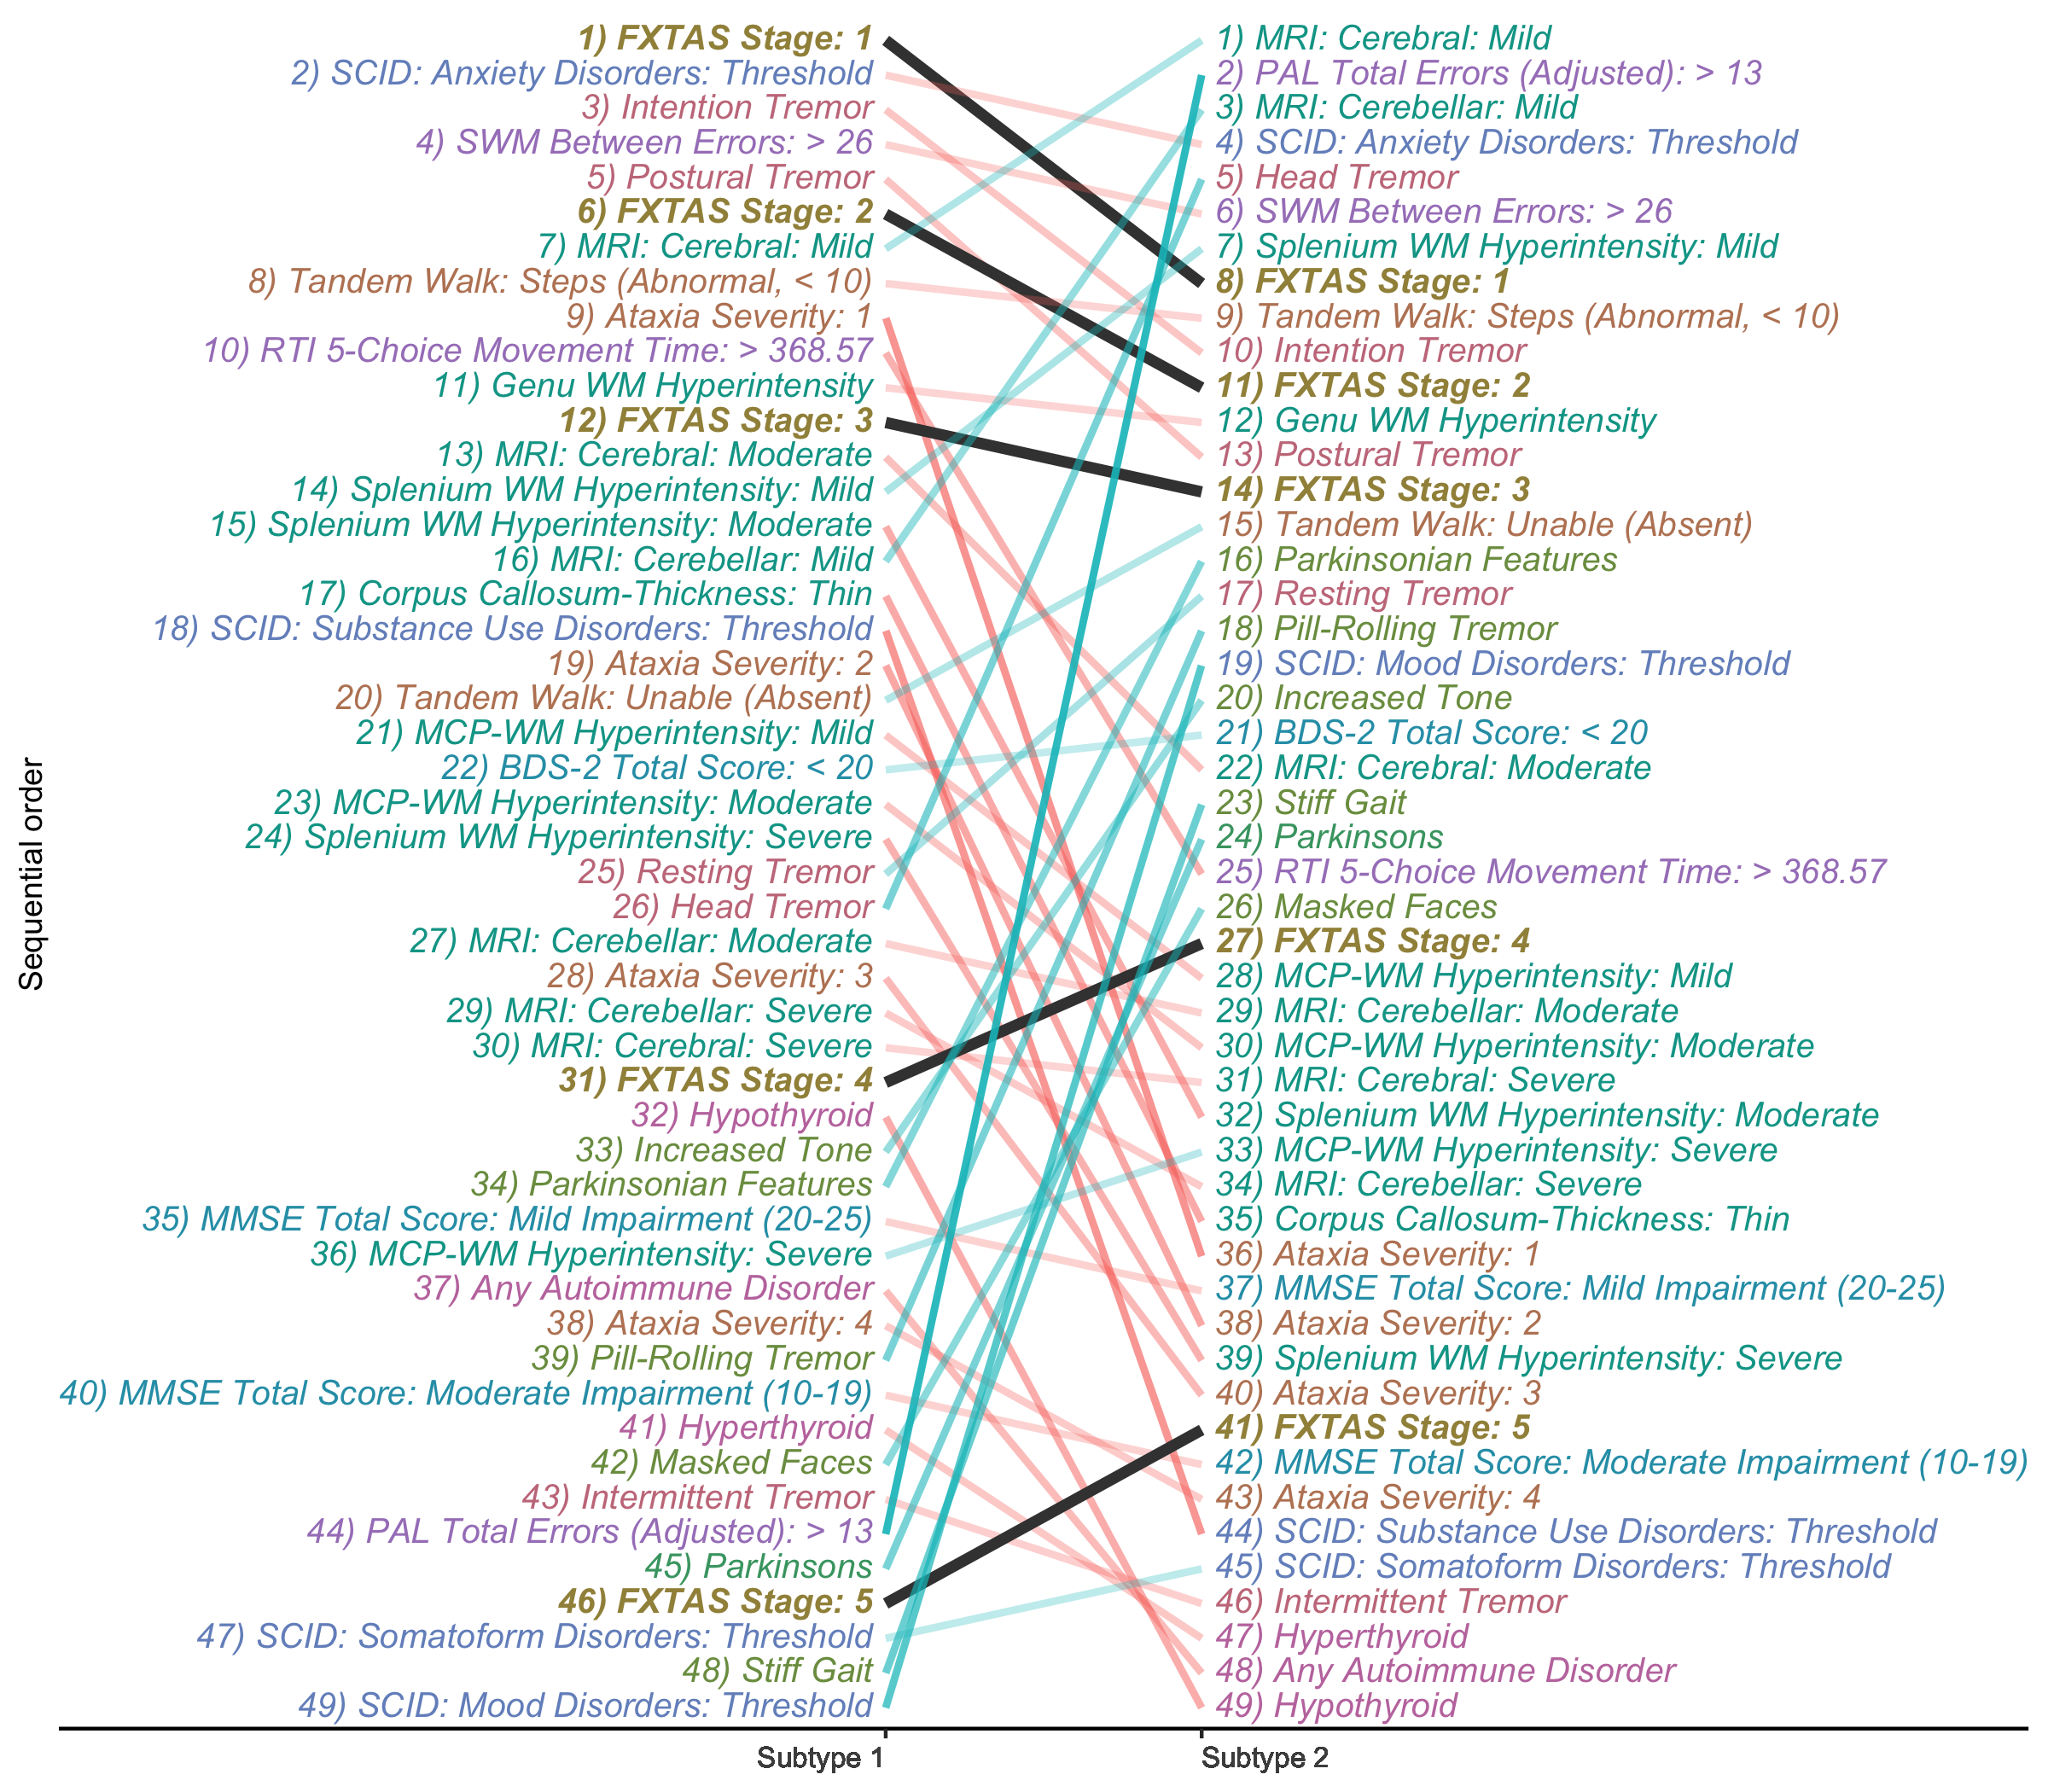 Sequential order
1) FXTAS Stage: 1
2) SCID: Anxiety Disorders: Threshold
3) Intention Tremor
4) SWM Between Errors: > 26
5) Postural Tremor
6) FXTAS Stage: 2
7) MRI: Cerebral: Mild
8) Tandem Walk: Steps (Abnormal, < 10)
9) Ataxia Severity: 1
10) RTI 5-Choice Movement Time: > 368.57
11) Genu WM Hyperintensity
12) FXTAS Stage: 3
13) MRI: Cerebral: Moderate
14) Splenium WM Hyperintensity: Mild
15) Splenium WM Hyperintensity: Moderate
16) MRI: Cerebellar: Mild
17) Corpus Callosum-Thickness: Thin
18) SCID: Substance Use Disorders: Threshold
19) Ataxia Severity: 2
20) Tandem Walk: Unable (Absent)
21) MCP-WM Hyperintensity: Mild
22) BDS-2 Total Score: < 20
23) MCP-WM Hyperintensity: Moderate
24) Splenium WM Hyperintensity: Severe
25) Resting Tremor
26) Head Tremor
27) MRI: Cerebellar: Moderate
28) Ataxia Severity: 3
29) MRI: Cerebellar: Severe
30) MRI: Cerebral: Severe
31) FXTAS Stage: 4
32) Hypothyroid
33) Increased Tone
34) Parkinsonian Features
35) MMSE Total Score: Mild Impairment (20-25)
36) MCP-WM Hyperintensity: Severe
37) Any Autoimmune Disorder
38) Ataxia Severity: 4
39) Pill-Rolling Tremor
40) MMSE Total Score: Moderate Impairment (10-19)
41) Hyperthyroid
42) Masked Faces
43) Intermittent Tremor
44) PAL Total Errors (Adjusted): > 13
45) Parkinsons
46) FXTAS Stage: 5
47) SCID: Somatoform Disorders: Threshold
48) Stiff Gait
49) SCID: Mood Disorders: Threshold
1) MRI: Cerebral: Mild
2) PAL Total Errors (Adjusted): > 13
3) MRI: Cerebellar: Mild
4) SCID: Anxiety Disorders: Threshold
5) Head Tremor
6) SWM Between Errors: > 26
7) Splenium WM Hyperintensity: Mild
8) FXTAS Stage: 1
9) Tandem Walk: Steps (Abnormal, < 10)
10) Intention Tremor
11) FXTAS Stage: 2
12) Genu WM Hyperintensity
13) Postural Tremor
14) FXTAS Stage: 3
15) Tandem Walk: Unable (Absent)
16) Parkinsonian Features
17) Resting Tremor
18) Pill-Rolling Tremor
19) SCID: Mood Disorders: Threshold
20) Increased Tone
21) BDS-2 Total Score: < 20
22) MRI: Cerebral: Moderate
23) Stiff Gait
24) Parkinsons
25) RTI 5-Choice Movement Time: > 368.57
26) Masked Faces
27) FXTAS Stage: 4
28) MCP-WM Hyperintensity: Mild
29) MRI: Cerebellar: Moderate
30) MCP-WM Hyperintensity: Moderate
31) MRI: Cerebral: Severe
32) Splenium WM Hyperintensity: Moderate
33) MCP-WM Hyperintensity: Severe
34) MRI: Cerebellar: Severe
35) Corpus Callosum-Thickness: Thin
36) Ataxia Severity: 1
37) MMSE Total Score: Mild Impairment (20-25)
38) Ataxia Severity: 2
39) Splenium WM Hyperintensity: Severe
40) Ataxia Severity: 3
41) FXTAS Stage: 5
42) MMSE Total Score: Moderate Impairment (10-19)
43) Ataxia Severity: 4
44) SCID: Substance Use Disorders: Threshold
45) SCID: Somatoform Disorders: Threshold
46) Intermittent Tremor
47) Hyperthyroid
48) Any Autoimmune Disorder
49) Hypothyroid
Subtype 1
Subtype 2